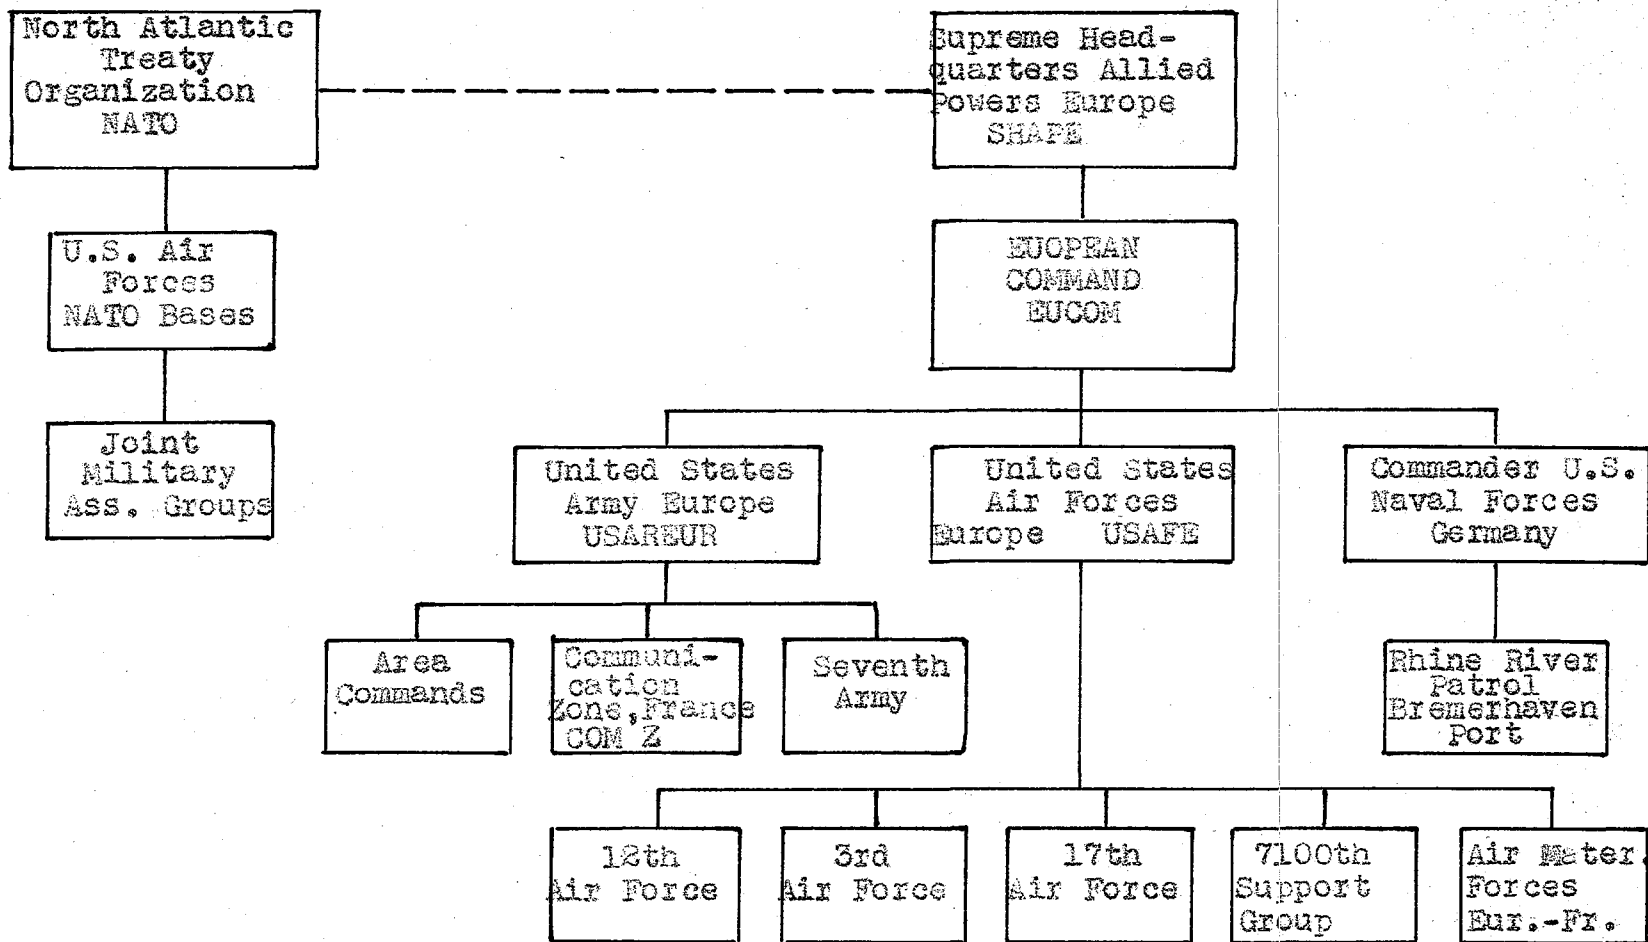 North Atlantic
Treaty
Organization
NATO
Supreme Head-
quarters Allied
Powers Europe
SHAPE
U.S. Air
Forces
NATO Bases
EUOPEAN
COMMAND
EUCOM
Joint
Military
Ass. Groups
United States
Army Europe
USAREUR
United States
Air Forces
Europe USAFE
Commander U.S.
Naval Forces
Germany
Area
Commands
Communi-
cation
Zone,France
COM Z
Seventh
Army
Rhine River
Patrol
Bremerhaven
Port
12th
Air Force
3rd
Air Force
17th
Air Force
7100th
Support
Group
Air Mater.
Forces
Eur.-Fr.